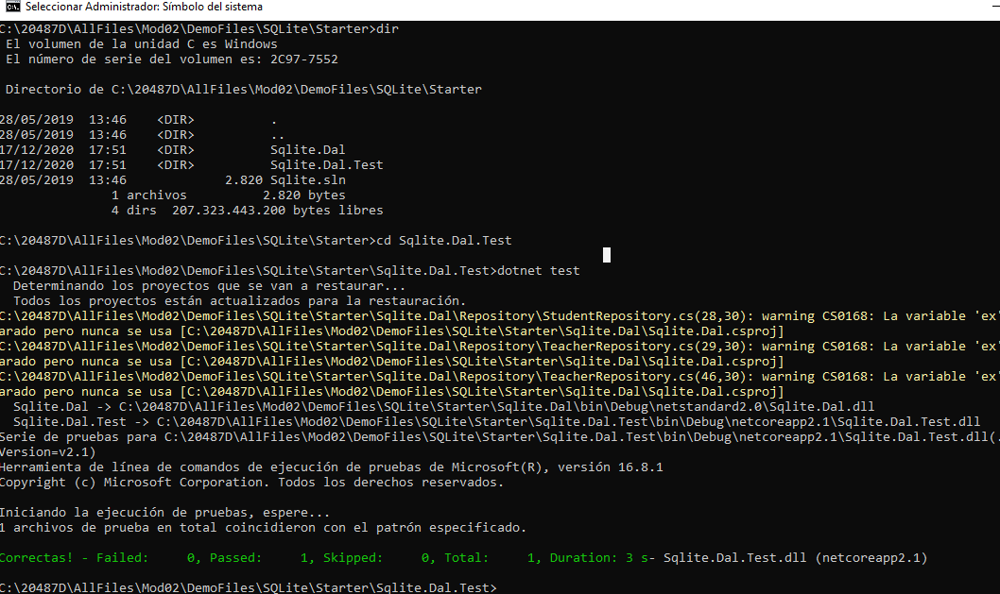 Seleccionar Administrador: Símbolo del sistema
C:\20487D\AllFiles\Mod02\DemoFiles\SQLite\Starter>dir
El volumen de la unidad C es Windows
El número de serie del volumen es: 2C97-7552
Directorio de C:\20487D\AllFiles\Mod02\DemoFiles\SQLite\Starter
28/05/2019  13:46    <DIR>          .
28/05/2019  13:46    <DIR>          ..
17/12/2020  17:51    <DIR>          Sqlite.Dal
17/12/2020  17:51    <DIR>          Sqlite.Dal.Test
28/05/2019  13:46             2.820 Sqlite.sln
1 archivos          2.820 bytes
4 dirs  207.323.443.200 bytes libres
C:\20487D\AllFiles\Mod02\DemoFiles\SQLite\Starter>cd Sqlite.Dal.Test
C:\20487D\AllFiles\Mod02\DemoFiles\SQLite\Starter\Sqlite.Dal.Test>dotnet test
Determinando los proyectos que se van a restaurar...
Todos los proyectos están actualizados para la restauración.
C:\20487D\AllFiles\Mod02\DemoFiles\SQLite\Starter\Sqlite.Dal\Repository\StudentRepository.cs(28,30): warning CS0168: La variable 'ex'
arado pero nunca se usa [C:\20487D\AllFiles\Mod02\DemoFiles\SQLite\Starter\Sqlite.Dal\Sqlite.Dal.csproj]
C:\20487D\AllFiles\Mod02\DemoFiles\SQLite\Starter\Sqlite.Dal\Repository\TeacherRepository.cs(29,30): warning CS0168: La variable 'ex'
arado pero nunca se usa [C:\20487D\AllFiles\Mod02\DemoFiles\SQLite\Starter\Sqlite.Dal\Sqlite.Dal.csproj]
C:\20487D\AllFiles\Mod02\DemoFiles\SQLite\Starter\Sqlite.Dal\Repository\TeacherRepository.cs(46,30): warning CS0168: La variable 'ex'
arado pero nunca se usa [C:\20487D\AllFiles\Mod02\DemoFiles\SQLite\Starter\Sqlite.Dal\Sqlite.Dal.csproj]
Sqlite.Dal -> C:\20487D\AllFiles\Mod02\DemoFiles\SQLite\Starter\Sqlite.Dal\bin\Debug\netstandard2.0\Sqlite.Dal.dll
Sqlite.Dal.Test -> C:\20487D\AllFiles\Mod02\DemoFiles\SQLite\Starter\Sqlite.Dal.Test\bin\Debug\netcoreapp2.1\Sqlite.Dal.Test.dll
Serie de pruebas para C:\20487D\AllFiles\Mod02\DemoFiles\SQLite\Starter\Sqlite.Dal.Test\bin\Debug\netcoreapp2.1\Sqlite.Dal.Test.dll(.
Version=v2.1)
Herramienta de línea de comandos de ejecución de pruebas de Microsoft(R), versión 16.8.1
Copyright (c) Microsoft Corporation. Todos los derechos reservados.
Iniciando la ejecución de pruebas, espere...
1 archivos de prueba en total coincidieron con el patrón especificado.
Correctas! - Failed:     0, Passed:     1, Skipped:     0, Total:     1, Duration: 3 s- Sqlite.Dal.Test.dll (netcoreapp2.1)
C:\20487D\AllFiles\Mod02\DemoFiles\SQLite\Starter\Sqlite.Dal.Test>